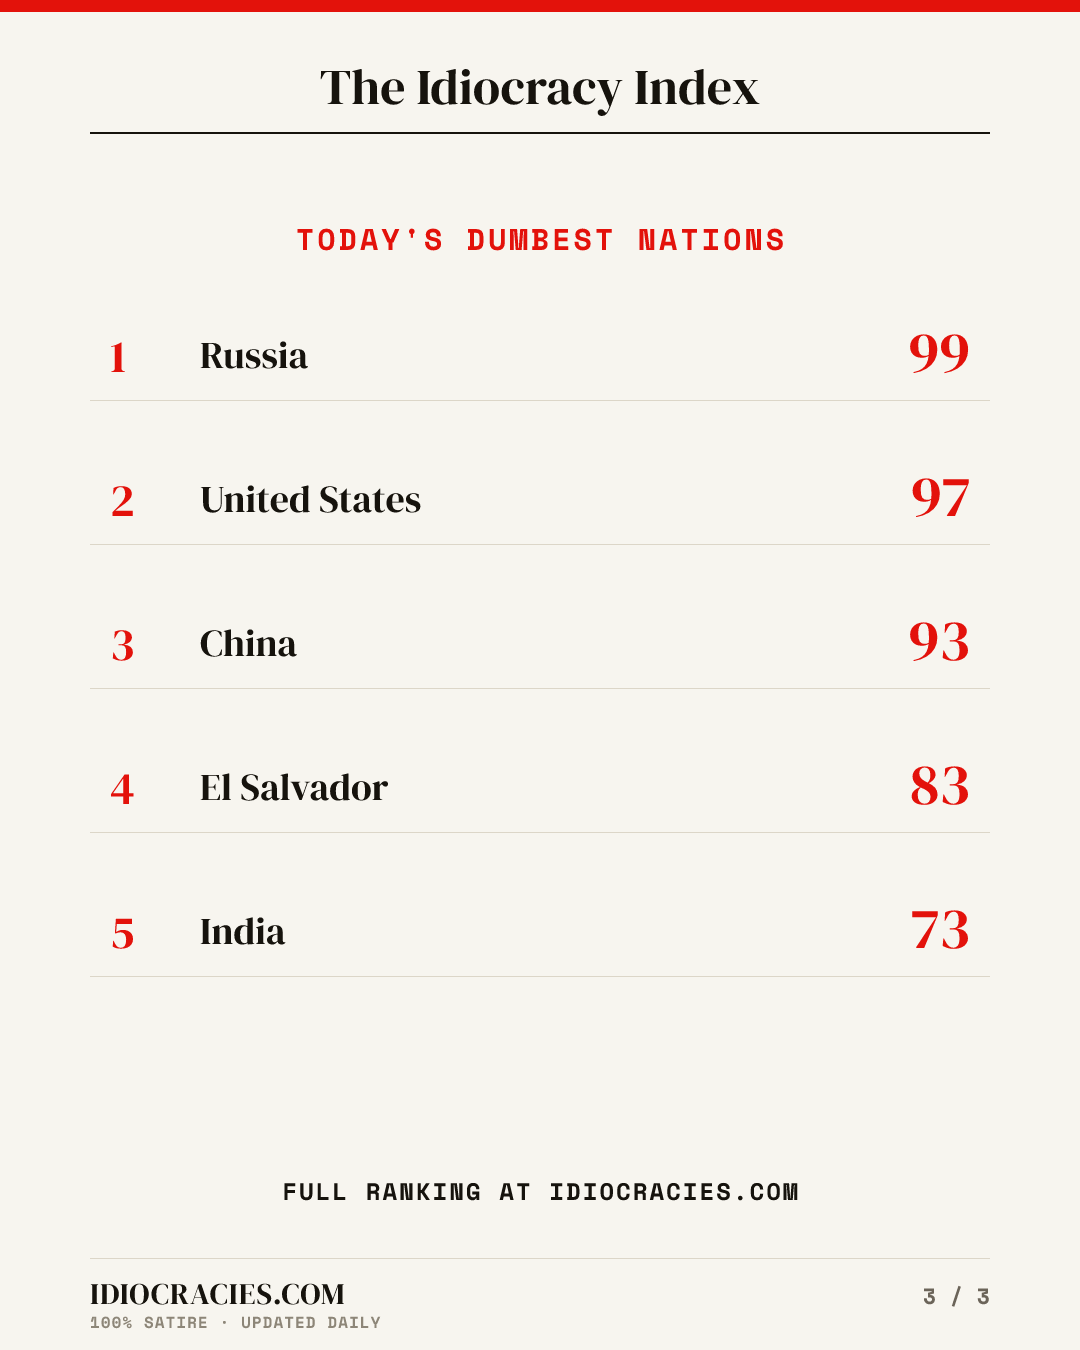 The Idiocracy Index
TODAY'S DUMBEST NATIONS
1 Russia 99
2 United States 97
3 China 93
4 El Salvador 83
5 India 73
FULL RANKING AT IDIOCRACIES.COM
IDIOCRACIES.COM 3 / 3
100% SATIRE · UPDATED DAILY